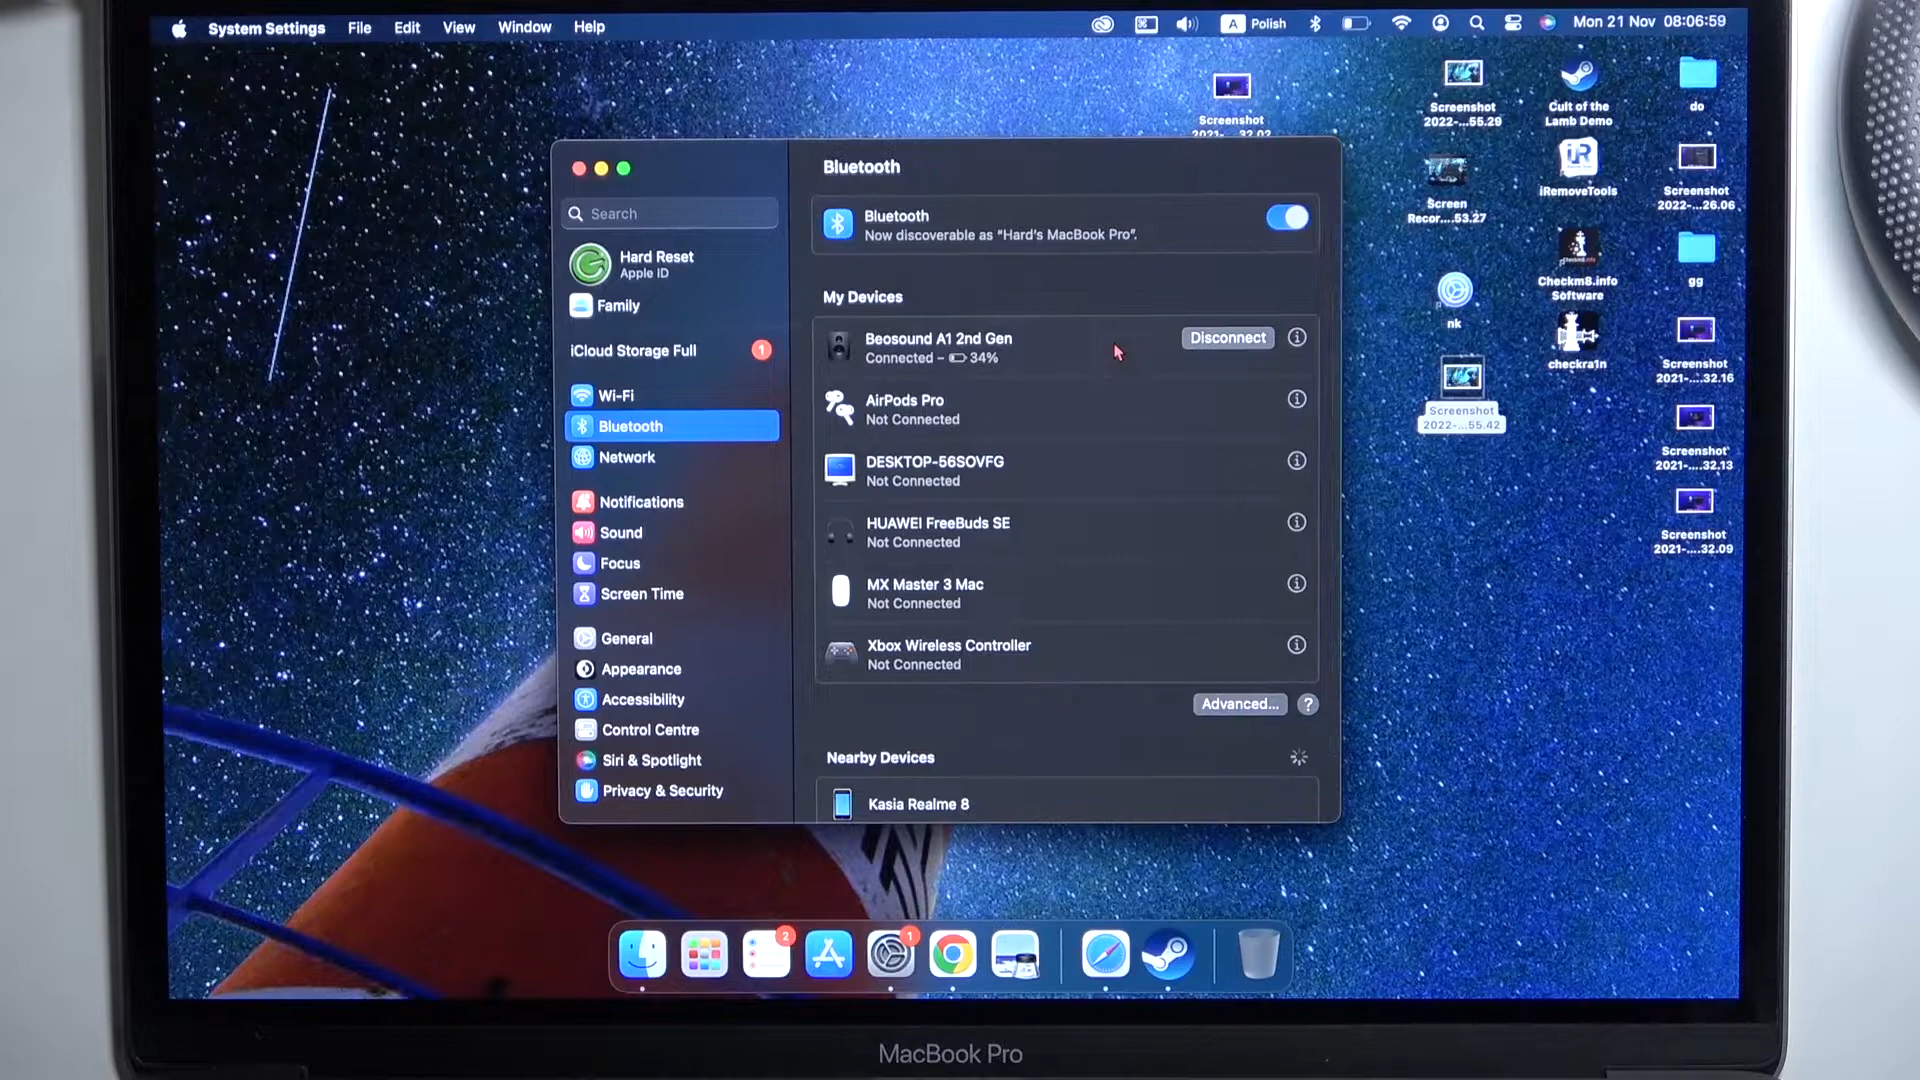 System Settings File Edit View Window Help
A Polish Mon 21 Nov 08:06:59
Screenshot
2021-...32.02
Screenshot
2022-...55.29
Cult of the
Lamb Demo
do
Screen
Recor....53.27
iR
iRemoveTools
Screenshot
2022-...26.06
nk
Checkm8.info
Software
gg
Screenshot
2022-...55.42
checkra1n
Screenshot
2021-....32.16
Screenshot
2021-....32.13
Screenshot
2021-....32.09
Search
Hard Reset
Apple ID
Family
iCloud Storage Full 1
Wi-Fi
Bluetooth
Network
Notifications
Sound
Focus
Screen Time
General
Appearance
Accessibility
Control Centre
Siri & Spotlight
Privacy & Security
Bluetooth
Bluetooth
Now discoverable as “Hard’s MacBook Pro”.
My Devices
Beosound A1 2nd Gen
Connected – 34%
Disconnect
AirPods Pro
Not Connected
DESKTOP-56SOVFG
Not Connected
HUAWEI FreeBuds SE
Not Connected
MX Master 3 Mac
Not Connected
Xbox Wireless Controller
Not Connected
Advanced... ?
Nearby Devices
Kasia Realme 8
2 1
MacBook Pro